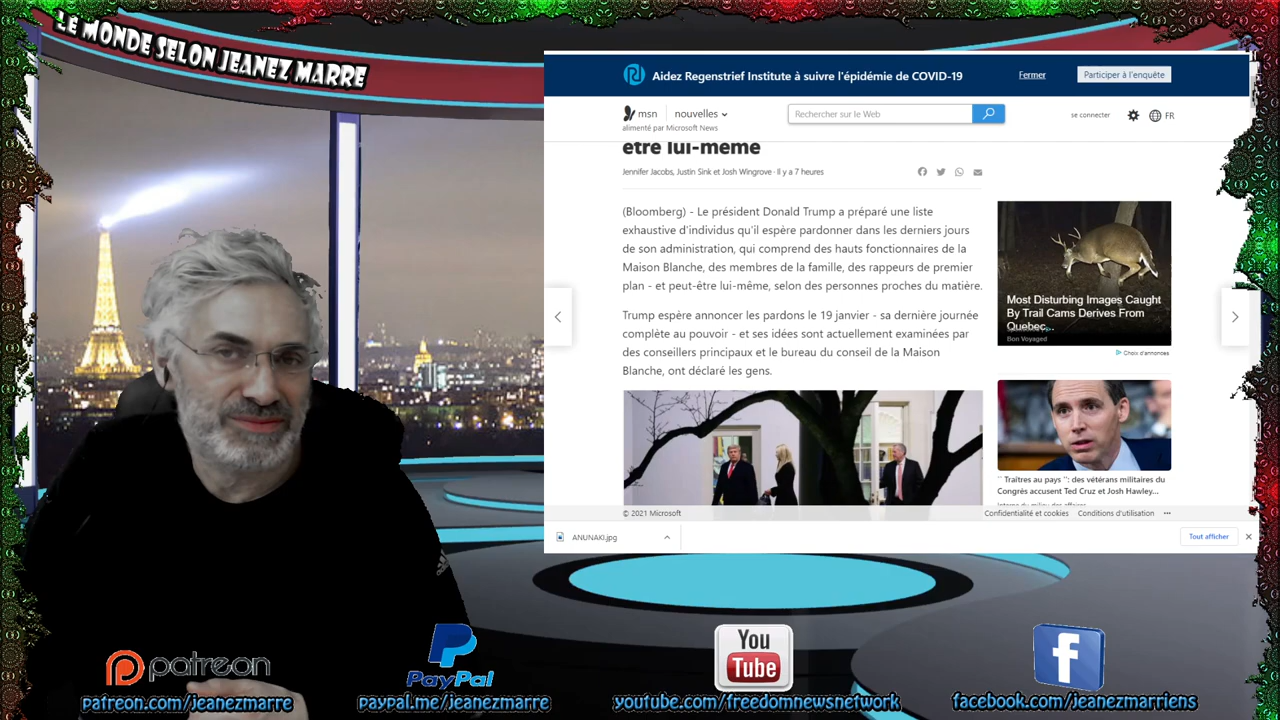 LE MONDE SELON JEANEZ MARRE
Aidez Regenstrief Institute à suivre l'épidémie de COVID-19
Fermer
Participer à l'enquête
msn
nouvelles
alimenté par Microsoft News
Rechercher sur le Web
se connecter
FR
être lui-même
Jennifer Jacobs, Justin Sink et Josh Wingrove · Il y a 7 heures
(Bloomberg) - Le président Donald Trump a préparé une liste
exhaustive d'individus qu'il espère pardonner dans les derniers jours
de son administration, qui comprend des hauts fonctionnaires de la
Maison Blanche, des membres de la famille, des rappeurs de premier
plan - et peut-être lui-même, selon des personnes proches du matière.
Trump espère annoncer les pardons le 19 janvier - sa dernière journée
complète au pouvoir - et ses idées sont actuellement examinées par
des conseillers principaux et le bureau du conseil de la Maison
Blanche, ont déclaré les gens.
Most Disturbing Images Caught
By Trail Cams Derives From
Quebec...
Bon Voyaged
Choix d'annonces
'' Traîtres au pays '': des vétérans militaires du
Congrès accusent Ted Cruz et Josh Hawley...
© 2021 Microsoft
Confidentialité et cookies
Conditions d'utilisation
ANUNAKI.jpg
Tout afficher
patreon
PayPal
You
Tube
f
patreon.com/jeanezmarre
paypal.me/jeanezmarre
youtube.com/freedomnewsnetwork
facebook.com/jeanezmarriens